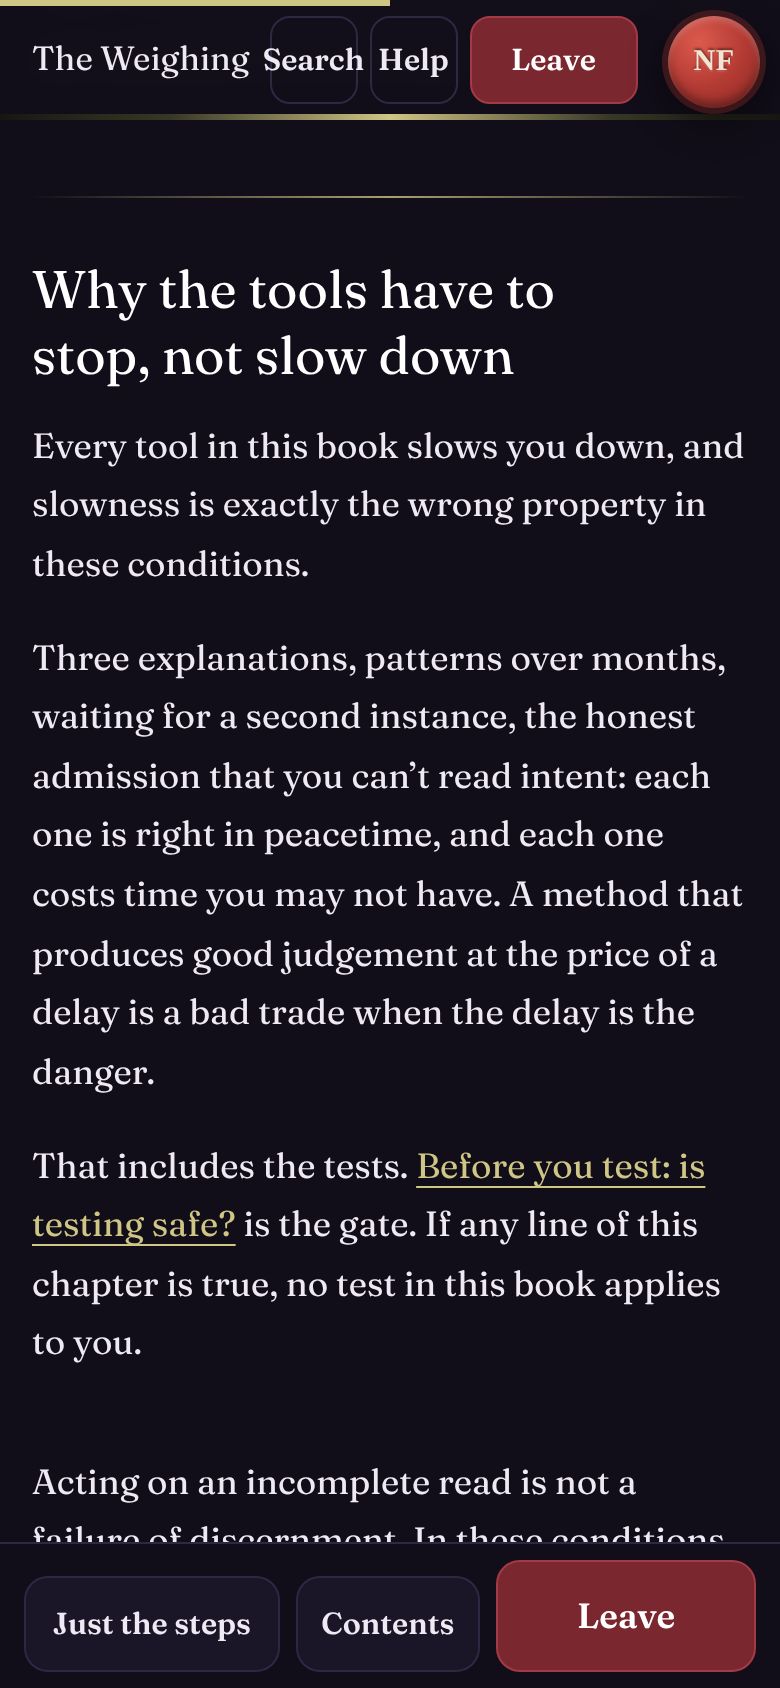 The Weighing Search Help Leave NF
Why the tools have to
stop, not slow down
Every tool in this book slows you down, and
slowness is exactly the wrong property in
these conditions.
Three explanations, patterns over months,
waiting for a second instance, the honest
admission that you can’t read intent: each
one is right in peacetime, and each one
costs time you may not have. A method that
produces good judgement at the price of a
delay is a bad trade when the delay is the
danger.
That includes the tests. Before you test: is
testing safe? is the gate. If any line of this
chapter is true, no test in this book applies
to you.
Acting on an incomplete read is not a
failure of discernment. In these conditions
Just the steps Contents Leave